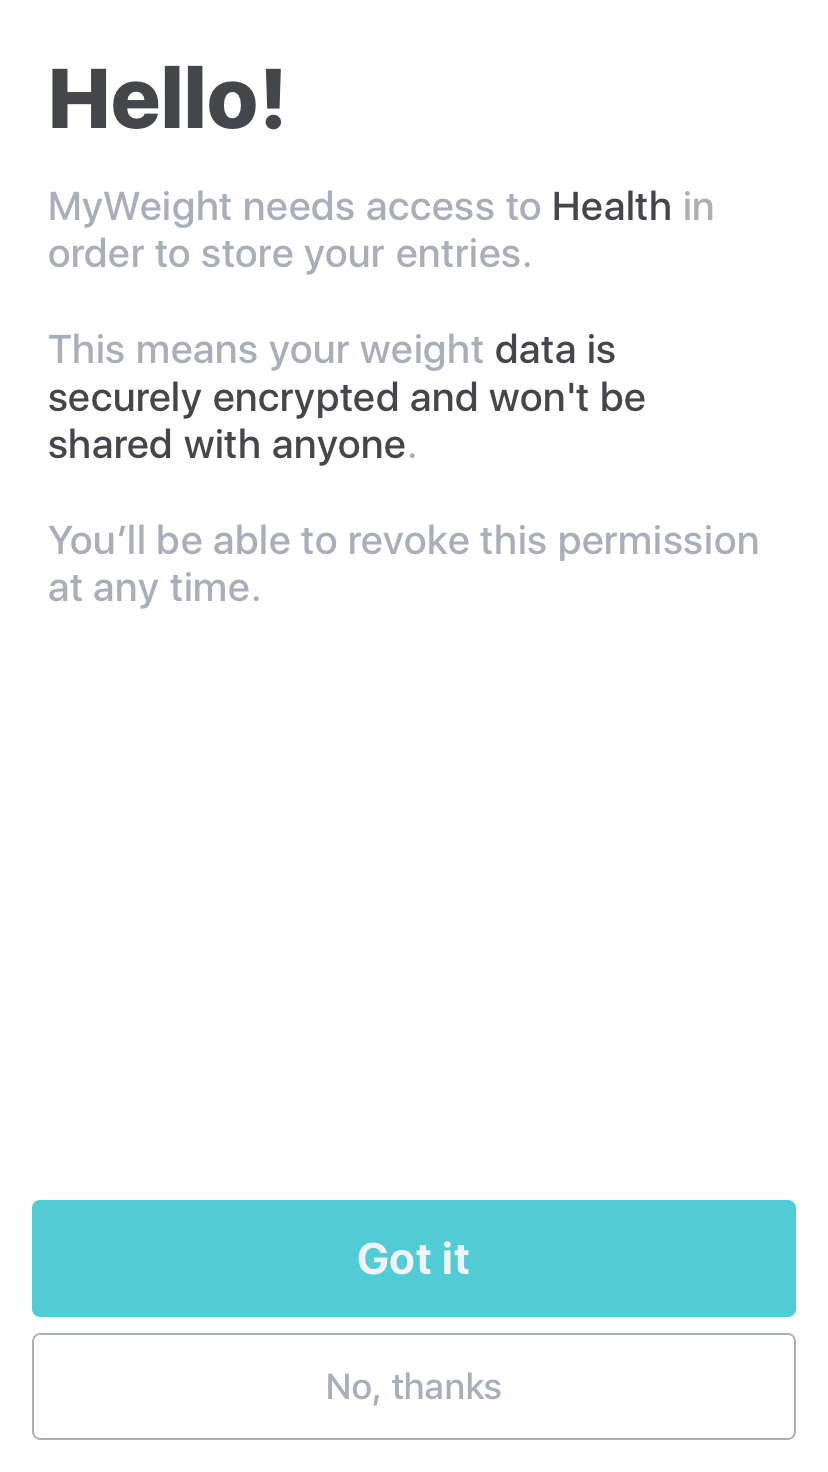 Hello!
MyWeight needs access to Health in
order to store your entries.
This means your weight data is
securely encrypted and won't be
shared with anyone.
You’ll be able to revoke this permission
at any time.
Got it
No, thanks